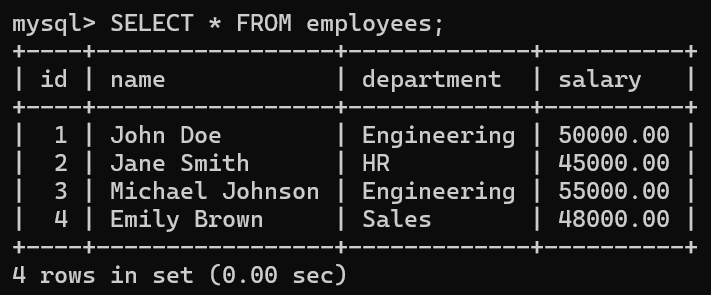 mysql> SELECT * FROM employees;
+----+-----------------+-------------+----------+
| id | name            | department  | salary   |
+----+-----------------+-------------+----------+
|  1 | John Doe        | Engineering | 50000.00 |
|  2 | Jane Smith      | HR          | 45000.00 |
|  3 | Michael Johnson | Engineering | 55000.00 |
|  4 | Emily Brown     | Sales       | 48000.00 |
+----+-----------------+-------------+----------+
4 rows in set (0.00 sec)